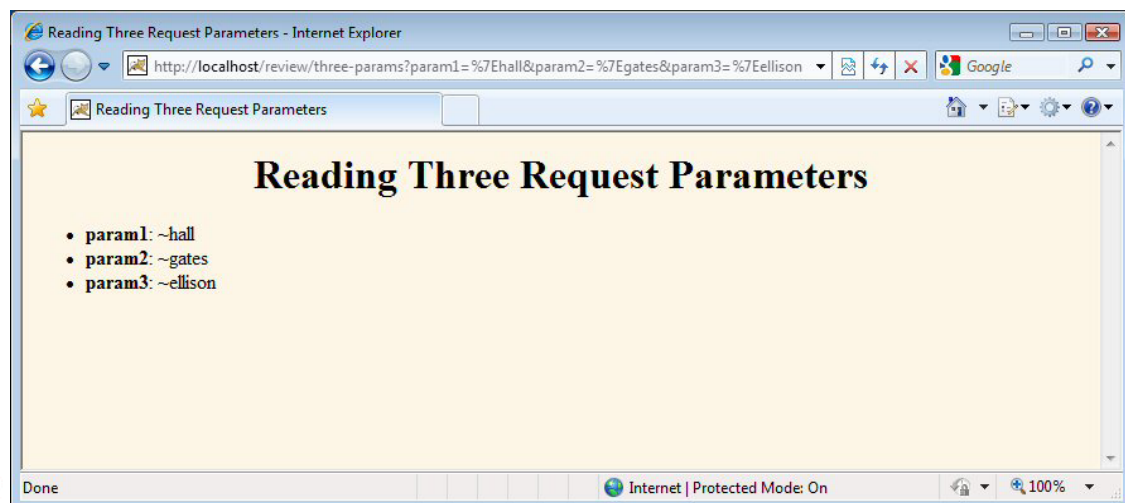 Reading Three Request Parameters - Internet Explorer
http://localhost/review/three-params?param1=%7Ehall&param2=%7Egates&param3=%7Eellison
Google
Reading Three Request Parameters
Reading Three Request Parameters
• param1: ~hall
• param2: ~gates
• param3: ~ellison
Done
Internet | Protected Mode: On
100%